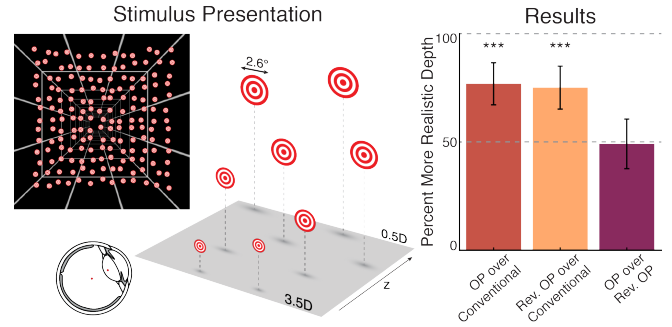 Stimulus Presentation
2.6°
0.5D
3.5D
z
Results
Percent More Realistic Depth
100
50
0
***
***
OP over
Conventional
Rev. OP over
Conventional
OP over
Rev. OP